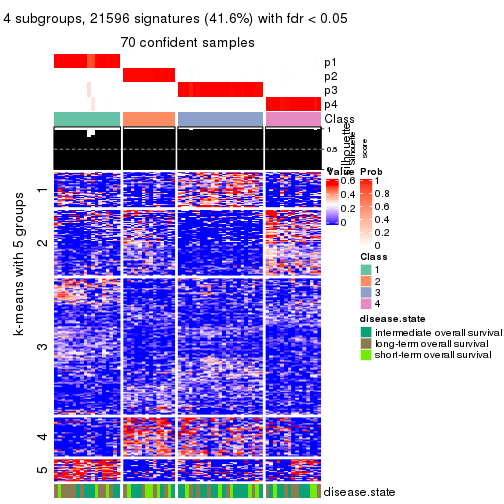 4 subgroups, 21596 signatures (41.6%) with fdr < 0.05
70 confident samples
p1
p2
p3
p4
Class
1
0.5
0
silhouette
Silhouette
score
k-means with 5 groups
1
2
3
4
5
disease.state
Value
0.6
0.4
0.2
0
Prob
1
0.8
0.6
0.4
0.2
0
Class
1
2
3
4
disease.state
intermediate overall survival
long-term overall survival
short-term overall survival